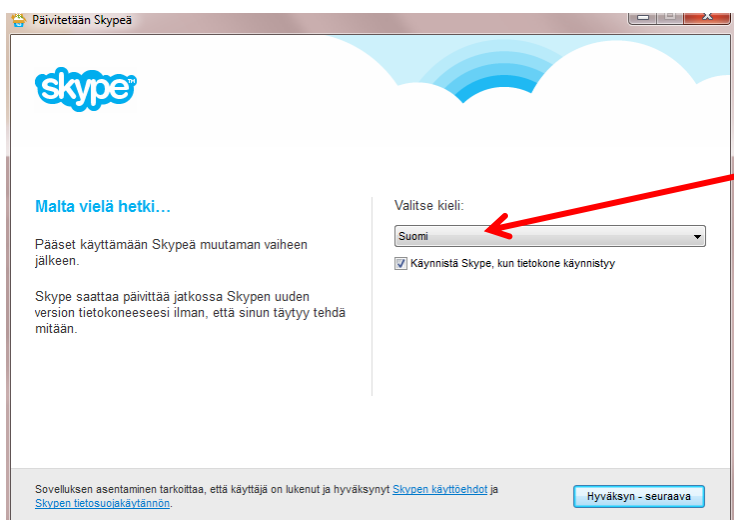 Päivitetään Skypeä
skype
Malta vielä hetki...
Pääset käyttämään Skypeä muutaman vaiheen
jälkeen.
Skype saattaa päivittää jatkossa Skypen uuden
version tietokoneeseesi ilman, että sinun täytyy tehdä
mitään.
Valitse kieli:
Suomi
Käynnistä Skype, kun tietokone käynnistyy
Sovelluksen asentaminen tarkoittaa, että käyttäjä on lukenut ja hyväksynyt Skypen käyttöehdot ja
Skypen tietosuojakäytännön.
Hyväksyn - seuraava